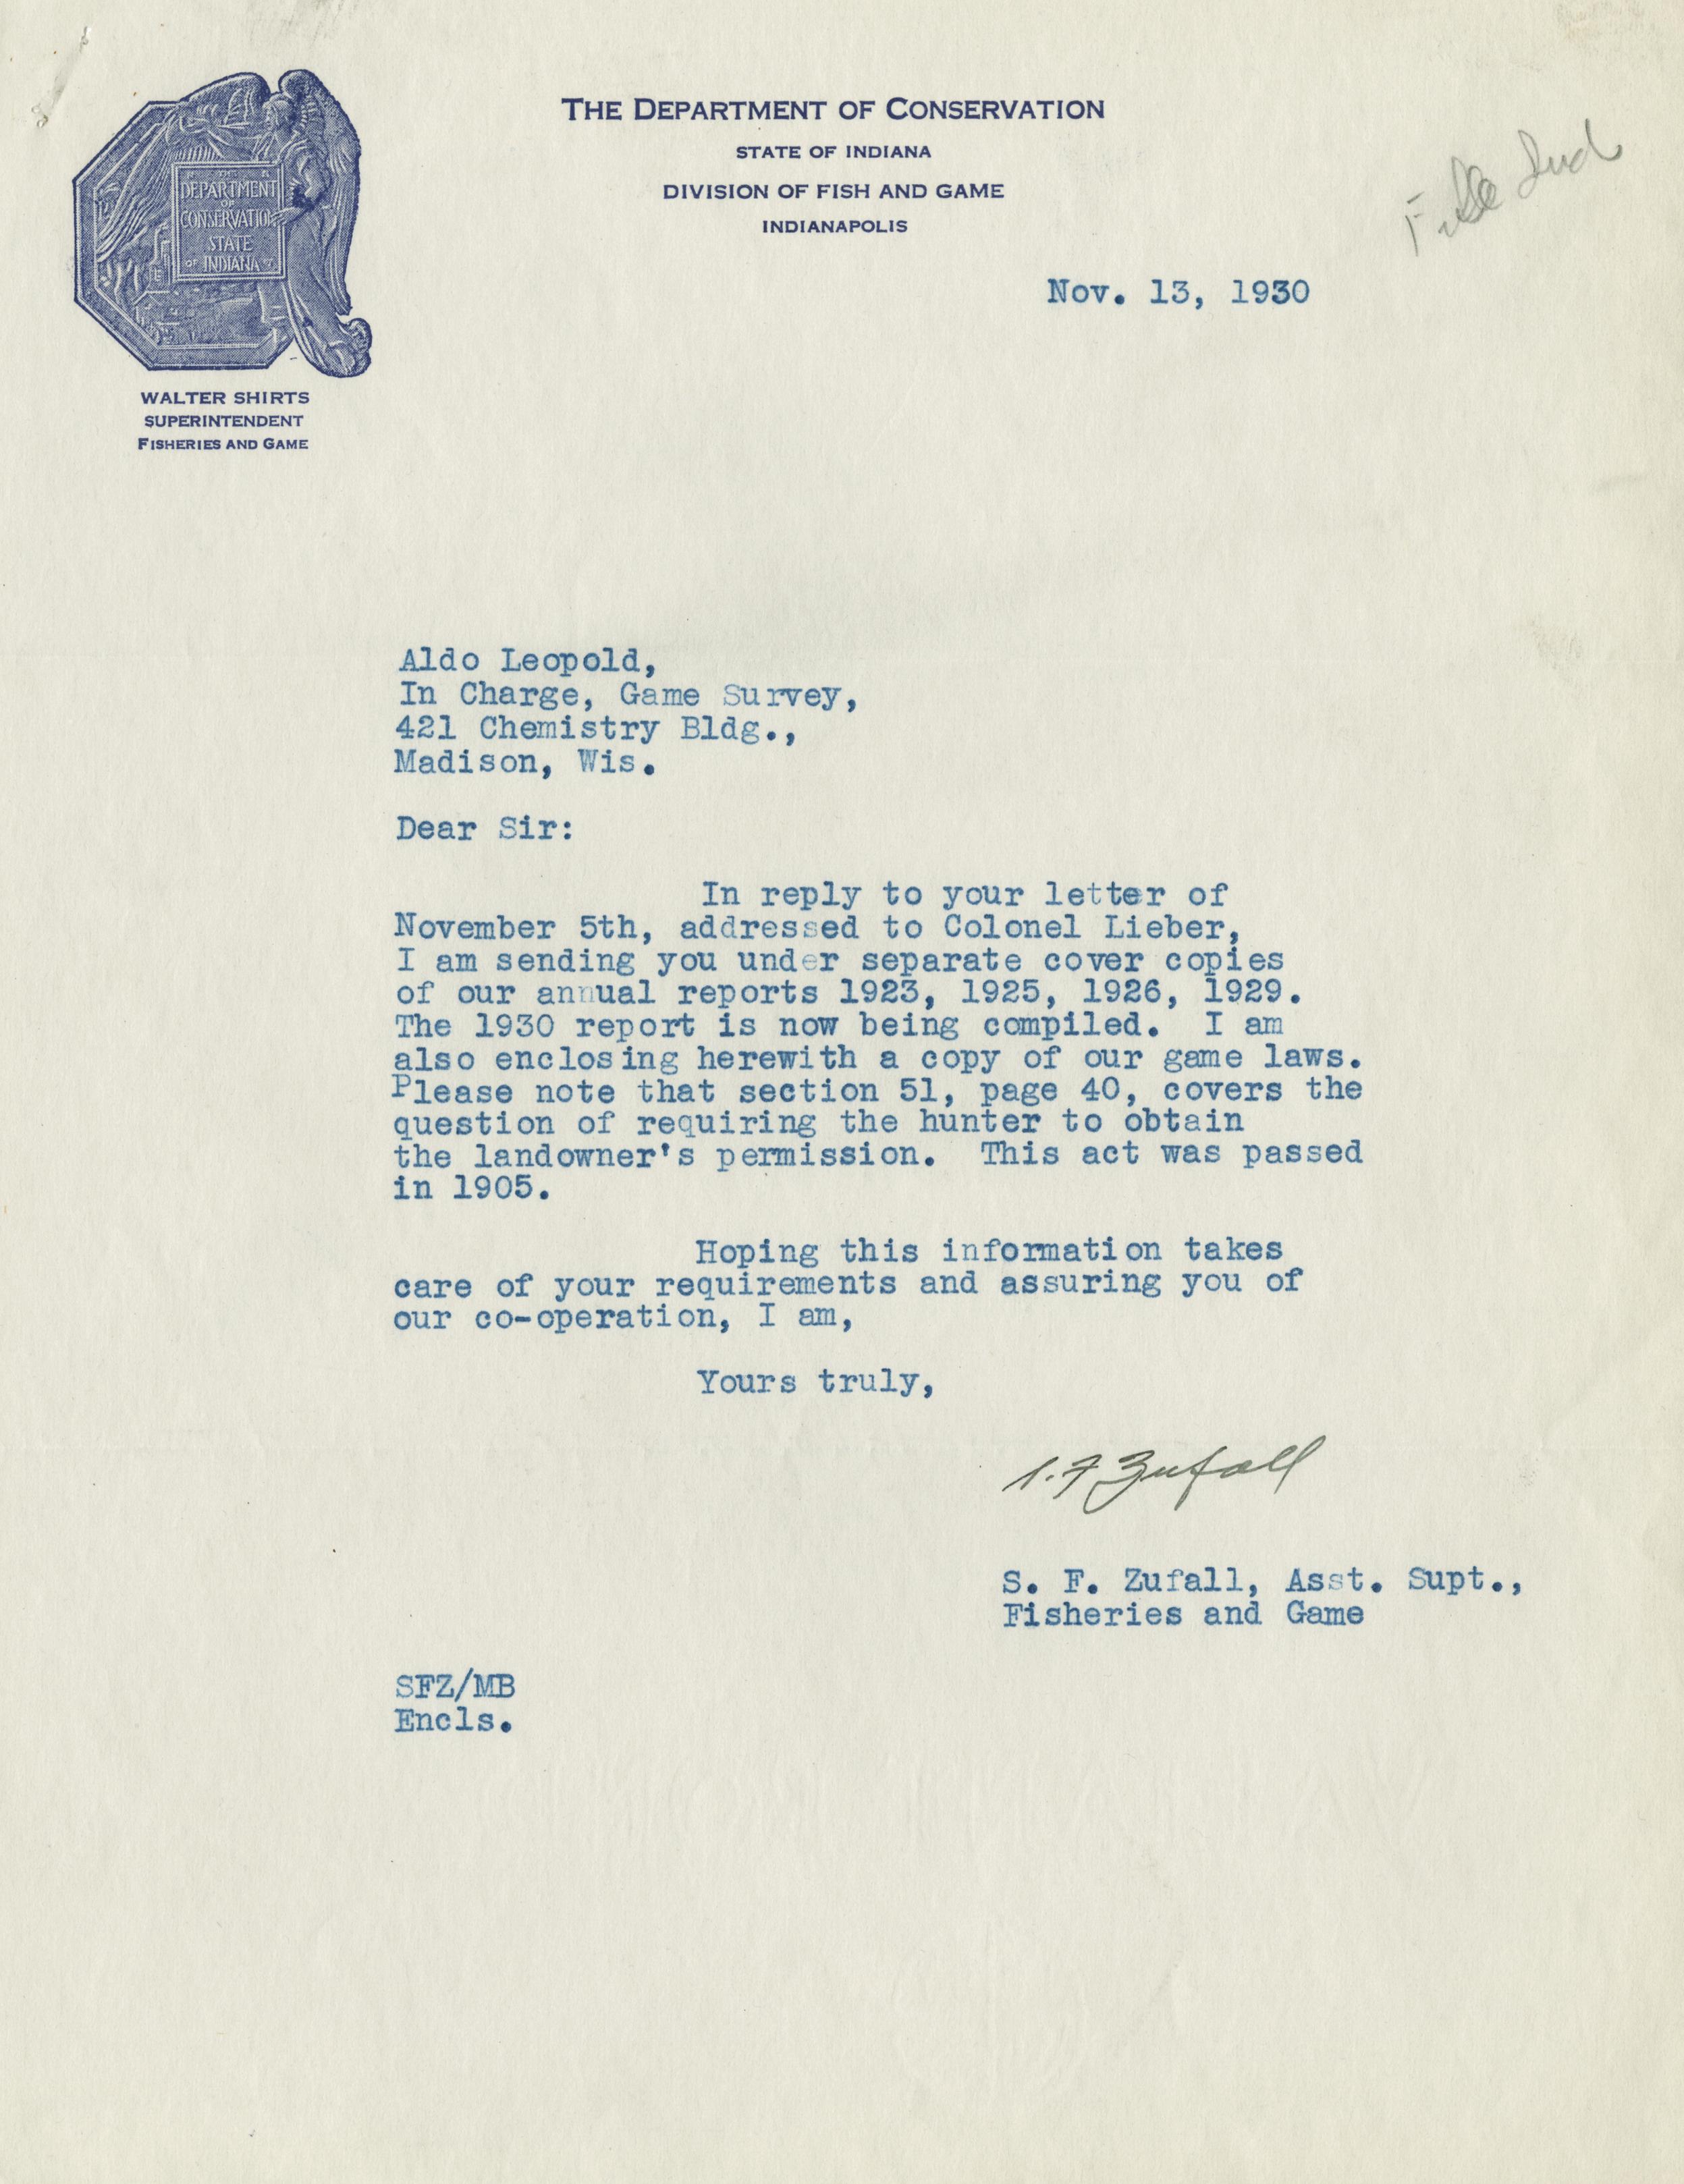 THE DEPARTMENT OF CONSERVATION
STATE OF INDIANA
DIVISION OF FISH AND GAME
INDIANAPOLIS
DEPARTMENT
OF
CONSERVATION
STATE
OF INDIANA
WALTER SHIRTS
SUPERINTENDENT
FISHERIES AND GAME
Nov. 13, 1930
Aldo Leopold,
In Charge, Game Survey,
421 Chemistry Bldg.,
Madison, Wis.
Dear Sir:
In reply to your letter of
November 5th, addressed to Colonel Lieber,
I am sending you under separate cover copies
of our annual reports 1923, 1925, 1926, 1929.
The 1930 report is now being compiled. I am
also enclosing herewith a copy of our game laws.
Please note that section 51, page 40, covers the
question of requiring the hunter to obtain
the landowner's permission. This act was passed
in 1905.
Hoping this information takes
care of your requirements and assuring you of
our co-operation, I am,
Yours truly,
S. F. Zufall
S. F. Zufall, Asst. Supt.,
Fisheries and Game
SFZ/MB
Encls.